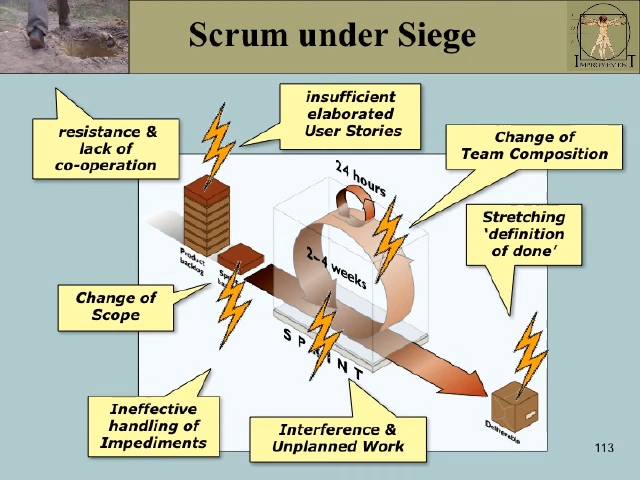 Scrum under Siege
IMPROVEMENT
insufficient
elaborated
User Stories
resistance &
lack of
co-operation
Change of
Team Composition
24 hours
Stretching
‘definition
of done’
Product
backlog
2-4 weeks
Change of
Scope
SPRINT
Deliverable
Ineffective
handling of
Impediments
Interference &
Unplanned Work
113